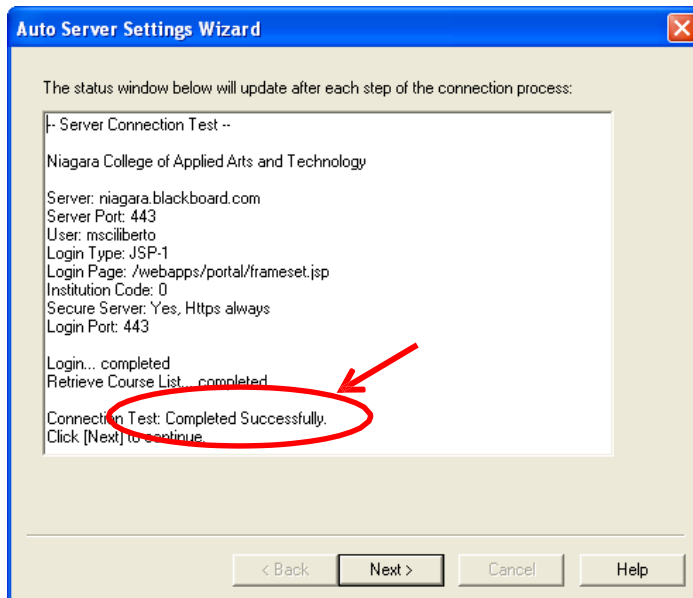 Auto Server Settings Wizard
The status window below will update after each step of the connection process:
-- Server Connection Test --
Niagara College of Applied Arts and Technology
Server: niagara.blackboard.com
Server Port: 443
User: msciliberto
Login Type: JSP-1
Login Page: /webapps/portal/frameset.jsp
Institution Code: 0
Secure Server: Yes, Https always
Login Port: 443
Login... completed
Retrieve Course List... completed
Connection Test: Completed Successfully.
Click [Next] to continue.
< Back Next > Cancel Help